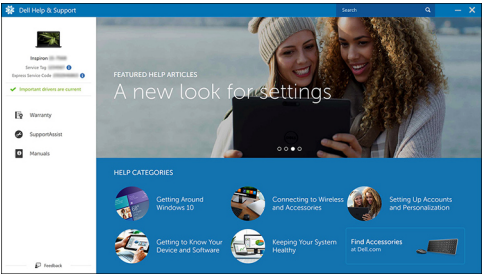 Dell Help & Support
Search
Inspiron
Service Tag
Express Service Code
Important drivers are current
Warranty
SupportAssist
Manuals
Feedback
FEATURED HELP ARTICLES
A new look for settings
HELP CATEGORIES
Getting Around
Windows 10
Connecting to Wireless
and Accessories
Setting Up Accounts
and Personalization
Getting to Know Your
Device and Software
Keeping Your System
Healthy
Find Accessories
at Dell.com